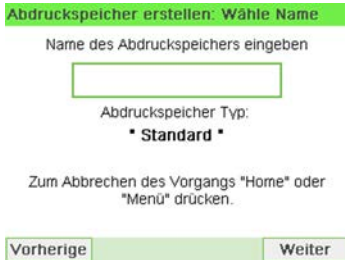 Abdruckspeicher erstellen: Wähle Name
Name des Abdruckspeichers eingeben
Abdruckspeicher Typ:
* Standard *
Zum Abbrechen des Vorgangs "Home" oder
"Menü" drücken.
Vorherige
Weiter